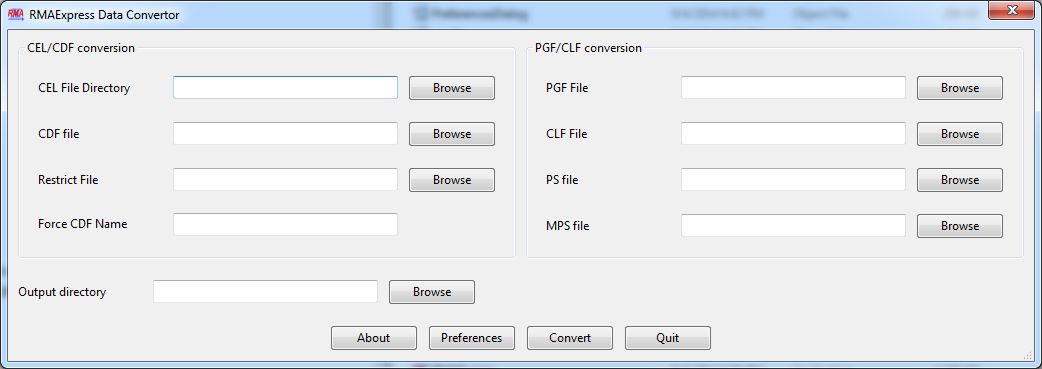 RMA RMAExpress Data Convertor
CEL/CDF conversion
CEL File Directory Browse
CDF file Browse
Restrict File Browse
Force CDF Name
PGF/CLF conversion
PGF File Browse
CLF File Browse
PS file Browse
MPS file Browse
Output directory Browse
About Preferences Convert Quit